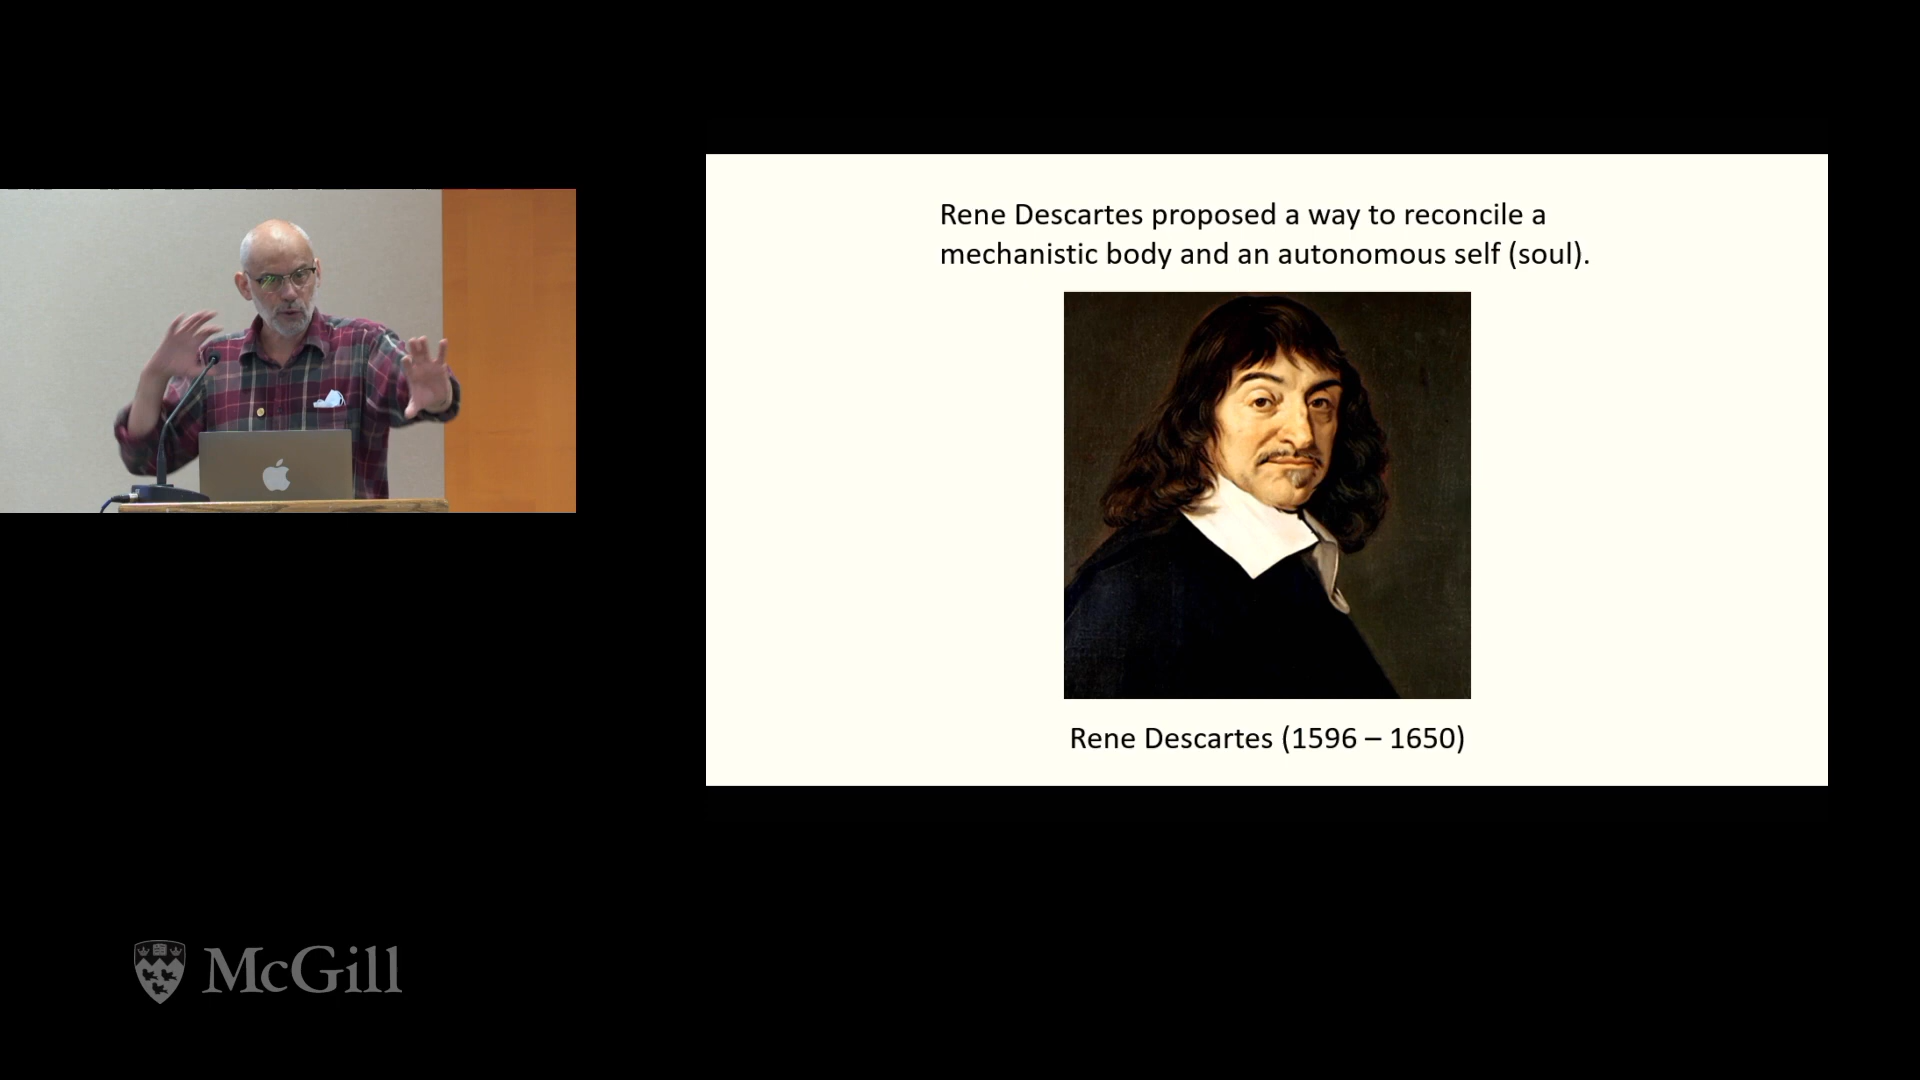 Rene Descartes proposed a way to reconcile a
mechanistic body and an autonomous self (soul).
Rene Descartes (1596 – 1650)
McGill